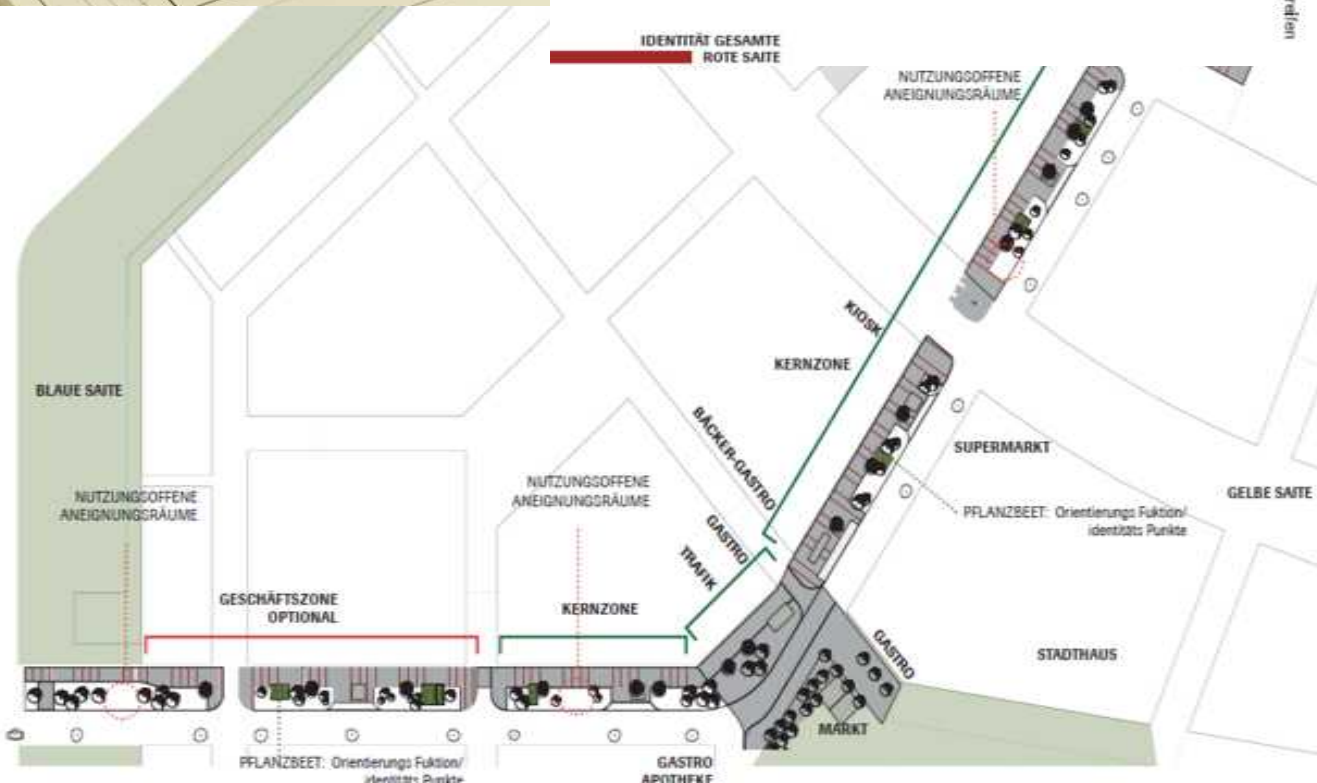 reifen
IDENTITÄT GESAMTE
ROTE SAITE
NUTZUNGSOFFENE
ANEIGNUNGSRÄUME
KIOSK
KERNZONE
BLAUE SAITE
BÄCKER-GASTRO
SUPERMARKT
NUTZUNGSOFFENE
ANEIGNUNGSRÄUME
NUTZUNGSOFFENE
ANEIGNUNGSRÄUME
GELBE SAITE
PFLANZBEET: Orientierungs Fuktion/
identitäts Punkte
GASTRO
TRAFIK
GESCHÄFTSZONE
OPTIONAL
KERNZONE
GASTRO
STADTHAUS
MARKT
PFLANZBEET: Orientierungs Fuktion/
identitäts Punkte
GASTRO
APOTHEKE